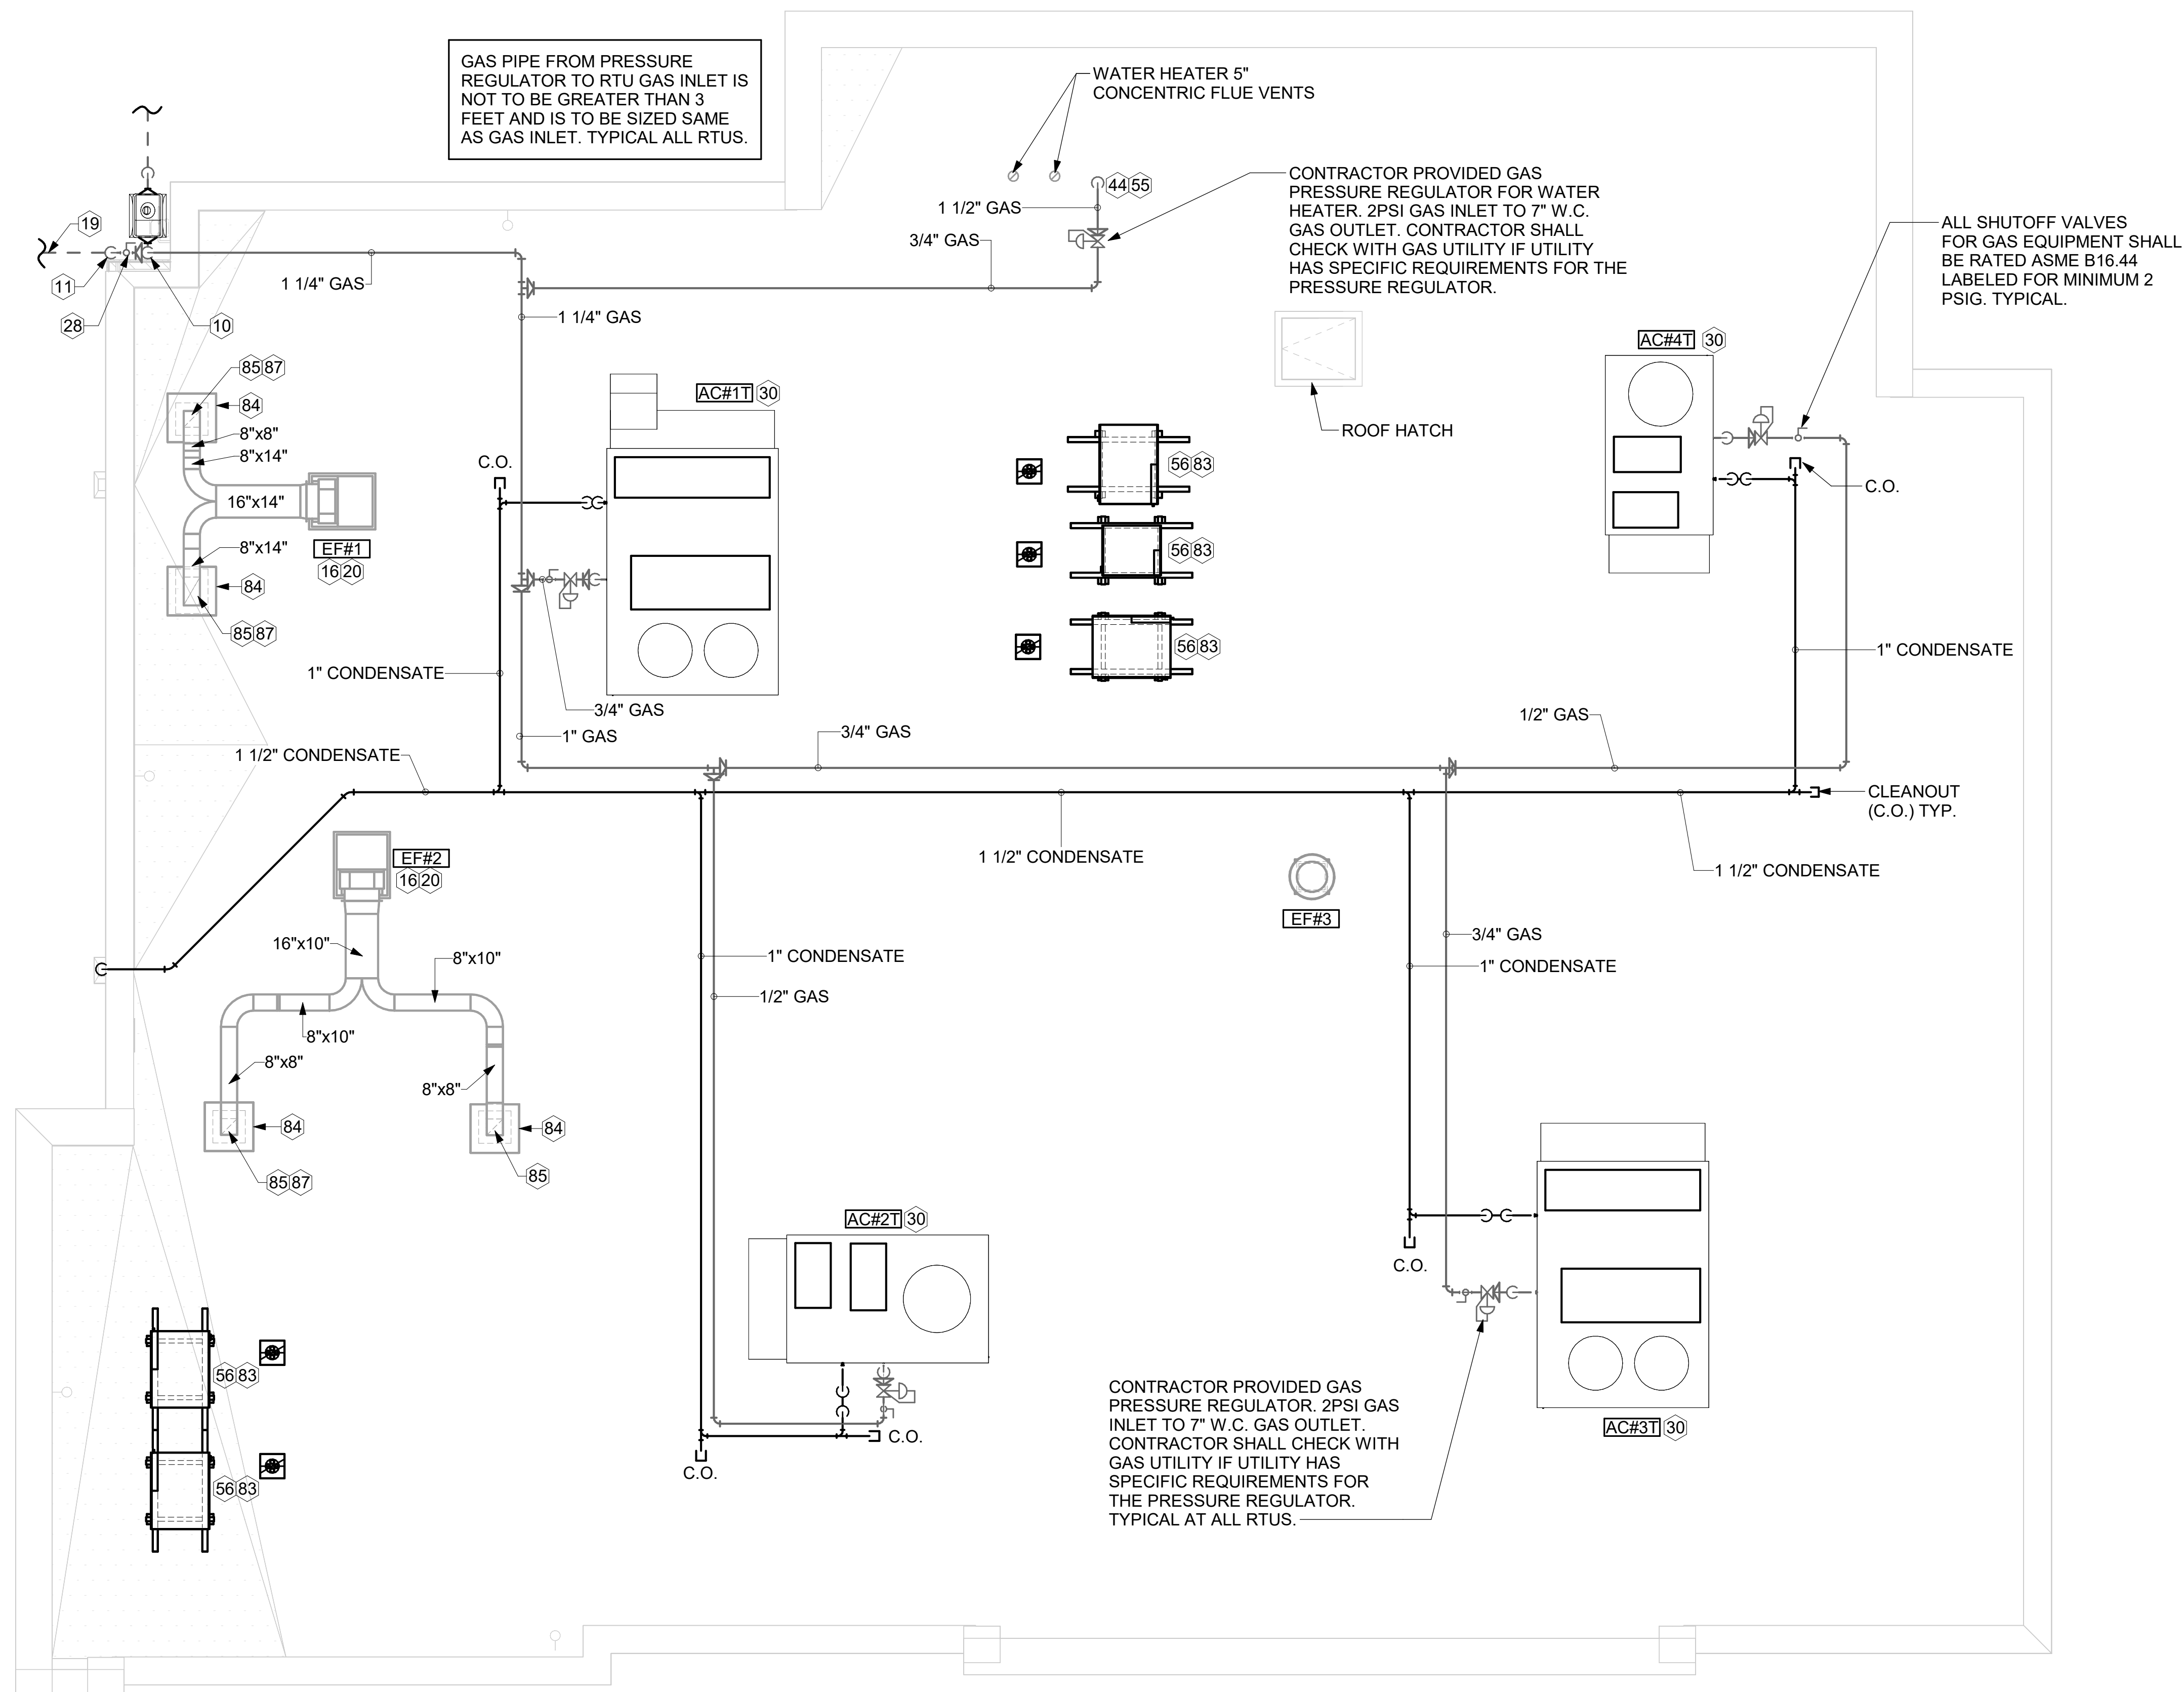 GAS PIPE FROM PRESSURE
REGULATOR TO RTU GAS INLET IS
NOT TO BE GREATER THAN 3
FEET AND IS TO BE SIZED SAME
AS GAS INLET. TYPICAL ALL RTUS.
WATER HEATER 5"
CONCENTRIC FLUE VENTS
CONTRACTOR PROVIDED GAS
PRESSURE REGULATOR FOR WATER
HEATER. 2PSI GAS INLET TO 7" W.C.
GAS OUTLET. CONTRACTOR SHALL
CHECK WITH GAS UTILITY IF UTILITY
HAS SPECIFIC REQUIREMENTS FOR THE
PRESSURE REGULATOR.
ALL SHUTOFF VALVES
FOR GAS EQUIPMENT SHALL
BE RATED ASME B16.44
LABELED FOR MINIMUM 2
PSIG. TYPICAL.
44 55
1 1/2" GAS
3/4" GAS
19
11
28
10
1 1/4" GAS
1 1/4" GAS
85 87
84
8"x8"
8"x14"
16"x14"
8"x14"
EF#1
16 20
84
85 87
AC#1T 30
C.O.
ROOF HATCH
AC#4T 30
C.O.
56 83
56 83
56 83
1" CONDENSATE
1" CONDENSATE
3/4" GAS
1" GAS
3/4" GAS
1/2" GAS
1 1/2" CONDENSATE
CLEANOUT
(C.O.) TYP.
1 1/2" CONDENSATE
1 1/2" CONDENSATE
EF#2
16 20
EF#3
16"x10"
8"x10"
8"x10"
8"x8"
8"x8"
84
84
85 87
85
1" CONDENSATE
1/2" GAS
3/4" GAS
1" CONDENSATE
AC#2T 30
C.O.
C.O.
C.O.
AC#3T 30
CONTRACTOR PROVIDED GAS
PRESSURE REGULATOR. 2PSI GAS
INLET TO 7" W.C. GAS OUTLET.
CONTRACTOR SHALL CHECK WITH
GAS UTILITY IF UTILITY HAS
SPECIFIC REQUIREMENTS FOR
THE PRESSURE REGULATOR.
TYPICAL AT ALL RTUS.
56 83
56 83